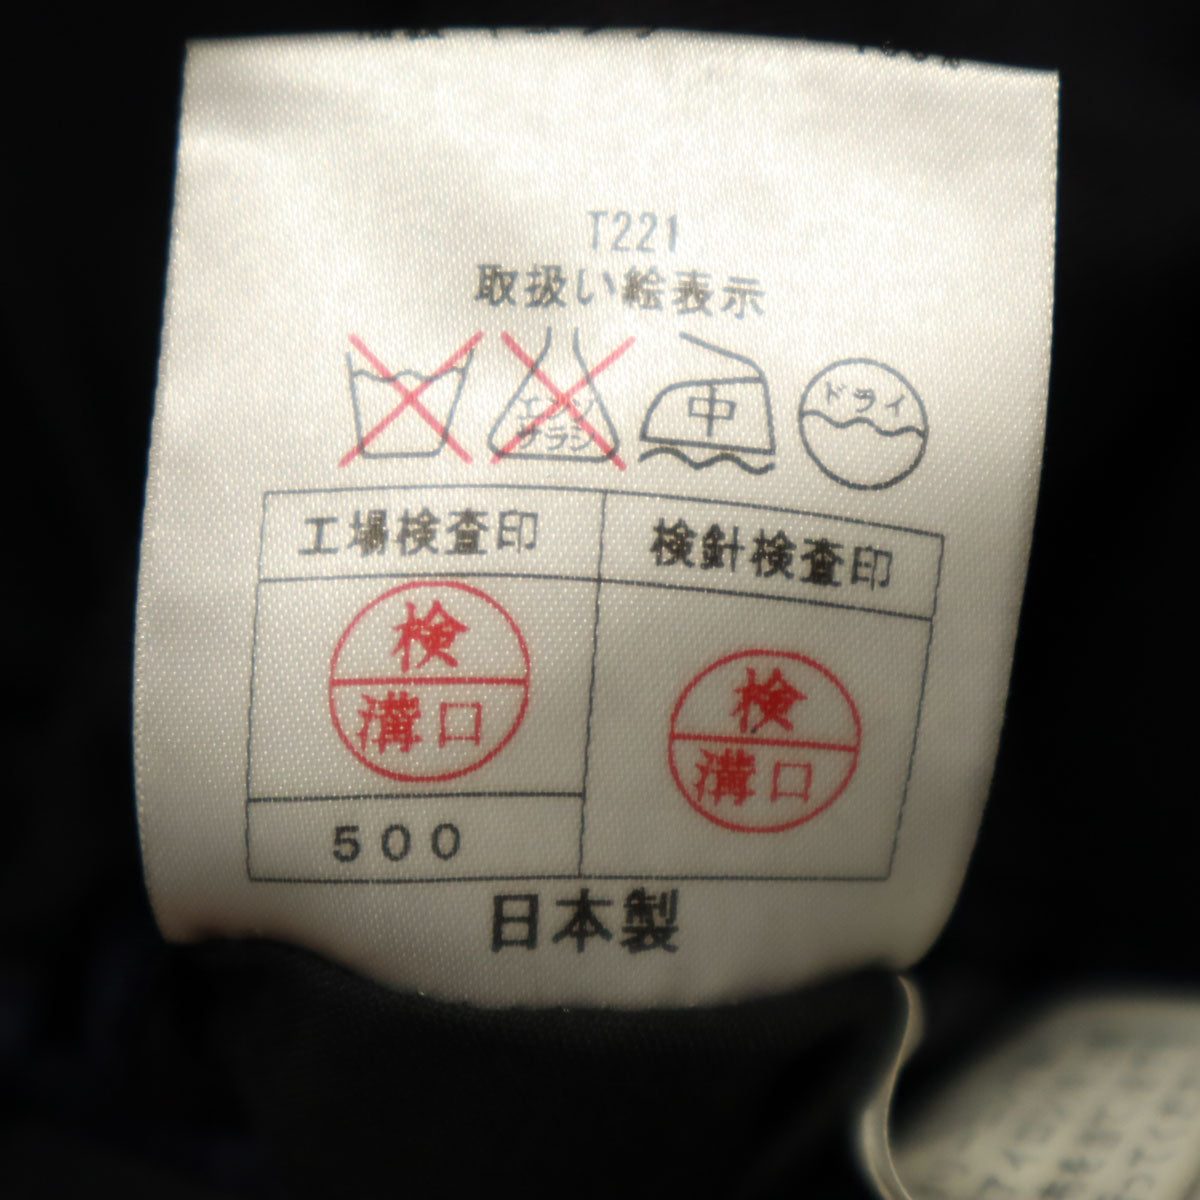 T221
取扱い絵表示
エンソ
サラシ
中
ドライ
工場検査印
検針検査印
検
溝口
検
溝口
500
日本製